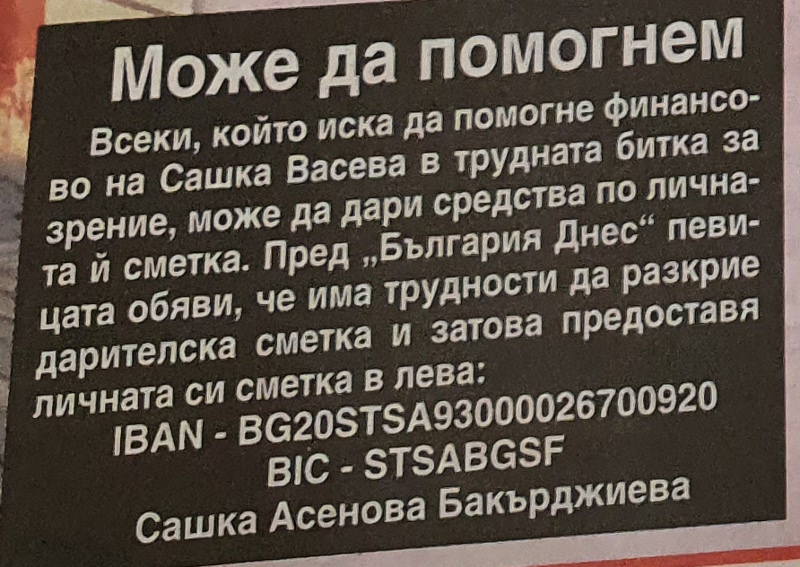 Може да помогнем
Всеки, който иска да помогне финансо-
во на Сашка Васева в трудната битка за
зрение, може да дари средства по лична-
та й сметка. Пред „България Днес“ певи-
цата обяви, че има трудности да разкрие
дарителска сметка и затова предоставя
личната си сметка в лева:
IBAN - BG20STSA93000026700920
BIC - STSABGSF
Сашка Асенова Бакърджиева